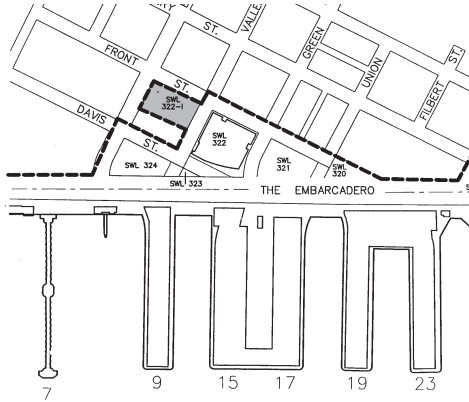 ST.
VALLE
FRONT
GREEN
UNION
FILBERT
ST.
ST.
SWL
322-1
DAVIS
ST.
SWL
322
SWL 324
SWL 323
SWL
321
SWL
320
THE EMBARCADERO
S
7
9
15
17
19
23